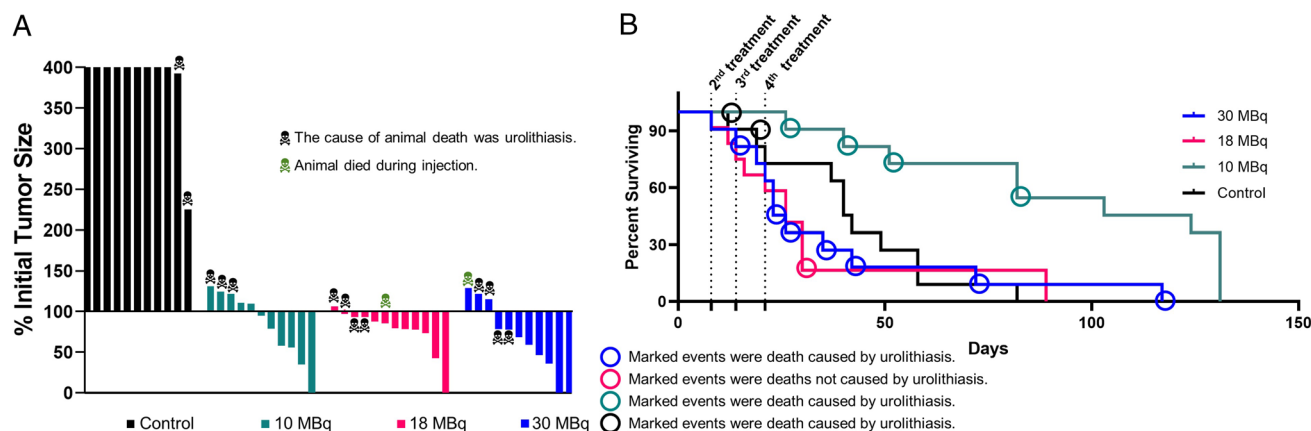 A
% Initial Tumor Size
400
350
300
250
200
150
100
50
0
The cause of animal death was urolithiasis.
Animal died during injection.
Control
10 MBq
18 MBq
30 MBq
B
2nd treatment
3rd treatment
4th treatment
Percent Surviving
90
60
30
0
0
50
100
150
Days
30 MBq
18 MBq
10 MBq
Control
Marked events were death caused by urolithiasis.
Marked events were deaths not caused by urolithiasis.
Marked events were death caused by urolithiasis.
Marked events were death caused by urolithiasis.